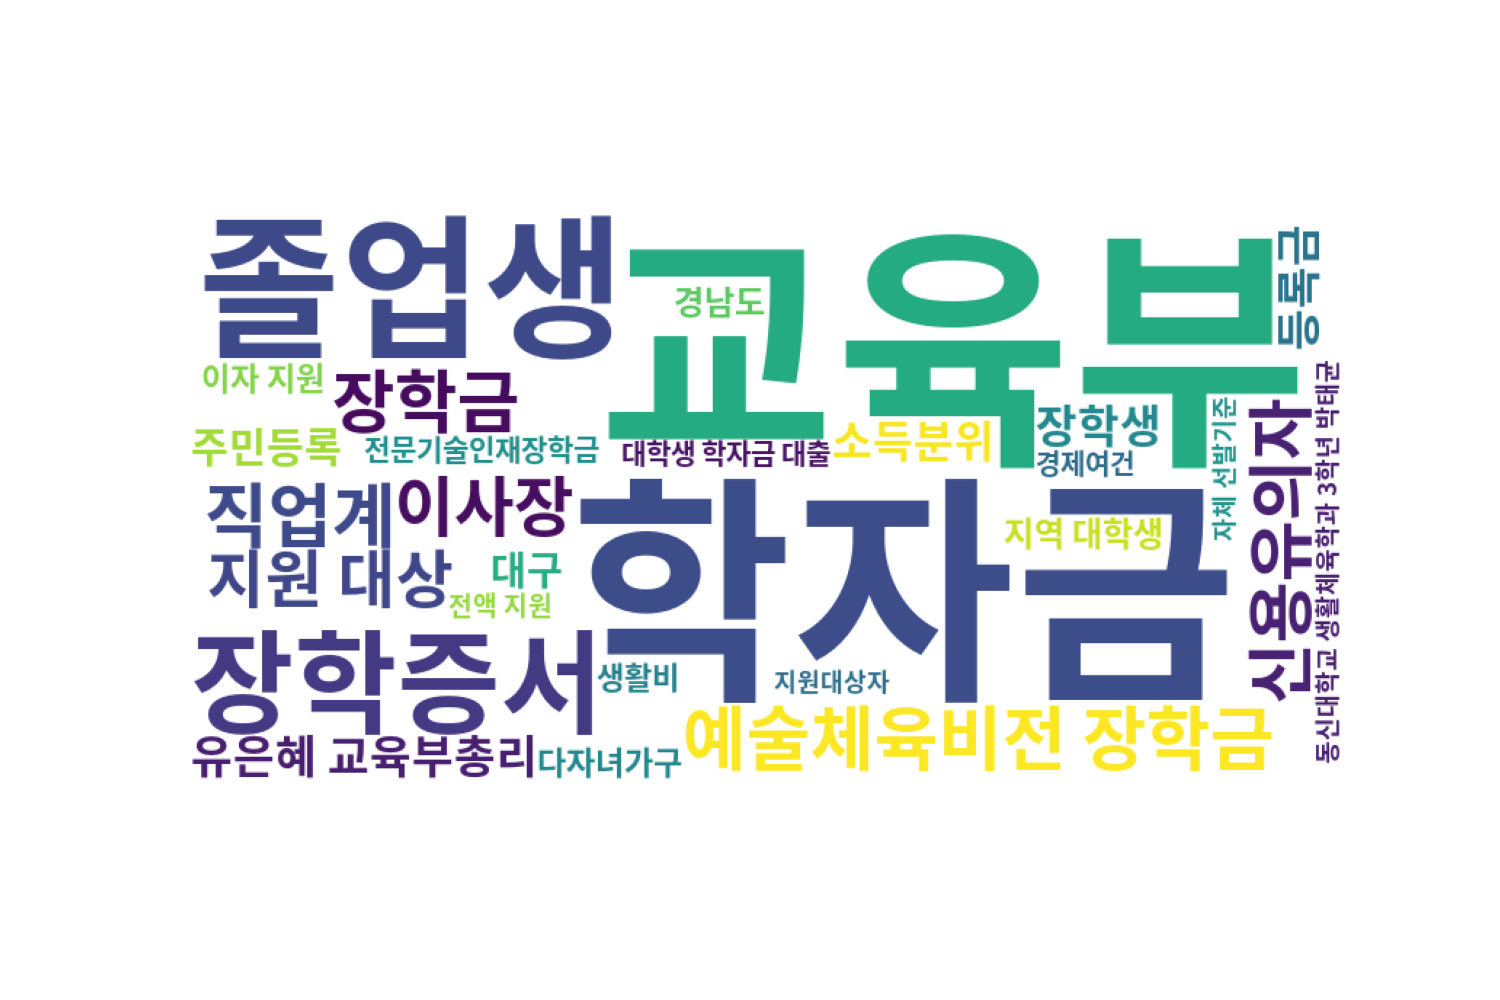 졸업생
교육부
경남도
등록금
이자 지원
장학금
주민등록
전문기술인재장학금
대학생 학자금 대출
소득분위
장학생
경제여건
자체 선발기준
신용유의자
동신대학교 생활체육학과 3학년 박태균
직업계
이사장
학자금
지역 대학생
지원 대상
대구
전액 지원
장학증서
생활비
지원대상자
예술체육비전 장학금
유은혜 교육부총리
다자녀가구